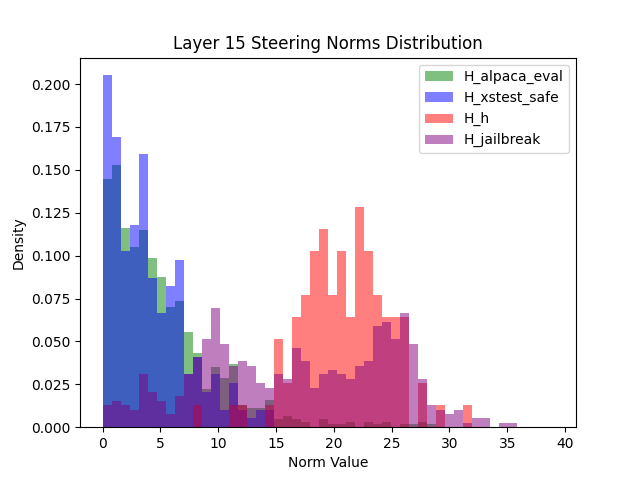 Layer 15 Steering Norms Distribution
H_alpaca_eval
H_xstest_safe
H_h
H_jailbreak
0.200
0.175
0.150
0.125
0.100
0.075
0.050
0.025
0.000
Density
0 5 10 15 20 25 30 35 40
Norm Value